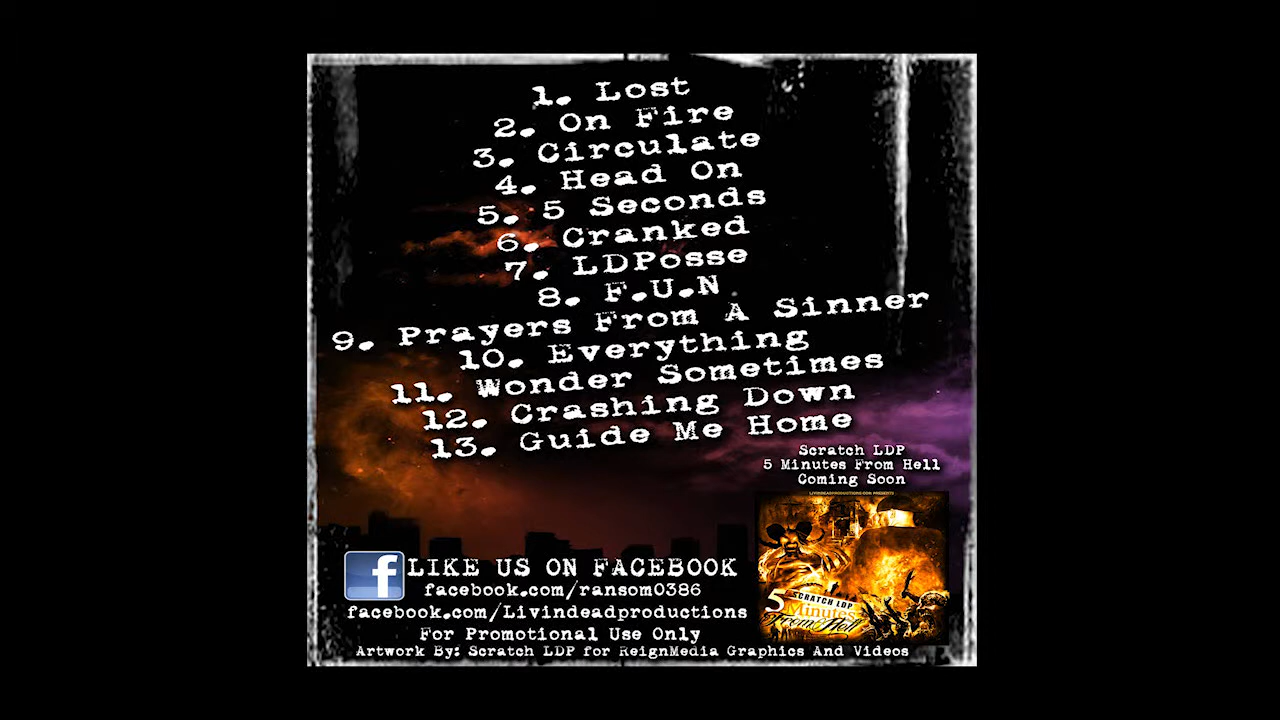 1. Lost
2. On Fire
3. Circulate
4. Head On
5. 5 Seconds
6. Cranked
7. LDPosse
8. F.U.N
9. Prayers From A Sinner
10. Everything
11. Wonder Sometimes
12. Crashing Down
13. Guide Me Home
Scratch LDP
5 Minutes From Hell
Coming Soon
LIVINDEADPRODUCTIONS.COM PRESENTS
SCRATCH LDP
5 Minutes
From Hell
f LIKE US ON FACEBOOK
facebook.com/ransom0386
facebook.com/Livindeadproductions
For Promotional Use Only
Artwork By: Scratch LDP for ReignMedia Graphics And Videos